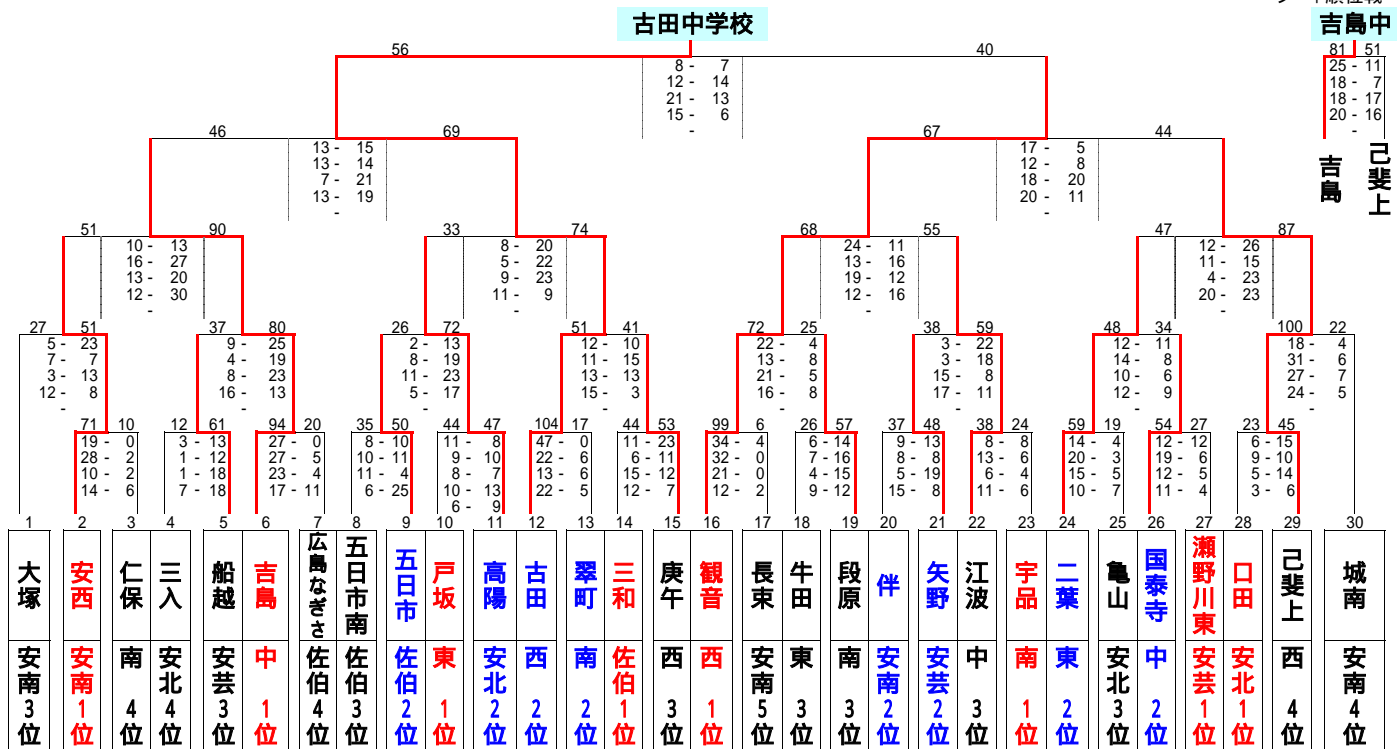 古田中学校
吉島中
56 40 81 51
8 - 7
12 - 14
21 - 13
15 - 6
-
25 - 11
18 - 7
18 - 17
20 - 16
-
吉島
己斐上
46 69 67 44
13 - 15
13 - 14
7 - 21
13 - 19
-
17 - 5
12 - 8
18 - 20
20 - 11
-
51 90 33 74 68 55 47 87
10 - 13
16 - 27
13 - 20
12 - 30
-
8 - 20
5 - 22
9 - 23
11 - 9
-
24 - 11
13 - 16
19 - 12
12 - 16
-
12 - 26
11 - 15
4 - 23
20 - 23
-
27 51 37 80 26 72 51 41 72 25 38 59 48 34 100 22
5 - 23
7 - 7
3 - 13
12 - 8
-
9 - 25
4 - 19
8 - 23
16 - 13
-
2 - 13
8 - 19
11 - 23
5 - 17
-
12 - 10
11 - 15
13 - 13
15 - 3
-
22 - 4
13 - 8
21 - 5
16 - 8
-
3 - 22
3 - 18
15 - 8
17 - 11
-
12 - 11
14 - 8
10 - 6
12 - 9
-
18 - 4
31 - 6
27 - 7
24 - 5
-
71 10 12 61 94 20 35 50 44 47 104 17 44 53 99 6 26 57 37 48 38 24 59 19 54 27 23 45
19 - 0
28 - 2
10 - 2
14 - 6
3 - 13
1 - 12
1 - 18
7 - 18
27 - 0
27 - 5
23 - 4
17 - 11
8 - 10
10 - 11
11 - 4
6 - 25
11 - 8
9 - 10
8 - 7
10 - 13
6 - 9
47 - 0
22 - 6
13 - 6
22 - 5
11 - 23
6 - 11
15 - 12
12 - 7
34 - 4
32 - 0
21 - 0
12 - 2
6 - 14
7 - 16
4 - 15
9 - 12
9 - 13
8 - 8
5 - 19
15 - 8
8 - 8
13 - 6
6 - 4
11 - 6
14 - 4
20 - 3
15 - 5
10 - 7
12 - 12
19 - 6
12 - 5
11 - 4
6 - 15
9 - 10
5 - 14
3 - 6
1 2 3 4 5 6 7 8 9 10 11 12 13 14 15 16 17 18 19 20 21 22 23 24 25 26 27 28 29 30
大塚
安西
仁保
三入
船越
吉島
広島なぎさ
五日市南
五日市
戸坂
高陽
古田
翠町
三和
庚午
観音
長束
牛田
段原
伴
矢野
江波
宇品
二葉
亀山
国泰寺
瀬野川東
口田
己斐上
城南
安南3位
安南1位
南4位
安北4位
安芸3位
中1位
佐伯4位
佐伯3位
佐伯2位
東1位
安北2位
西2位
南2位
佐伯1位
西3位
西1位
安南5位
東3位
南3位
安南2位
安芸2位
中3位
南1位
東2位
安北3位
中2位
安芸1位
安北1位
西4位
安南4位